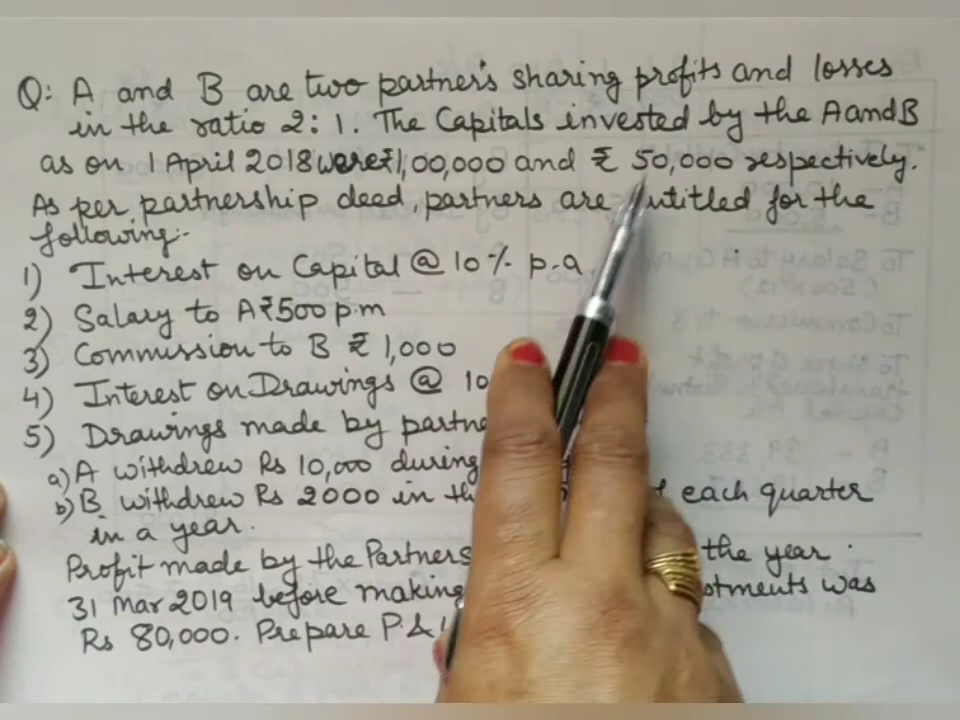 Q: A and B are two partner's sharing profits and losses
in the ratio 2:1. The Capitals invested by the A and B
as on 1 April 2018 were ₹1,00,000 and ₹ 50,000 respectively.
As per partnership deed, partners are entitled for the
following:-
1) Interest on Capital @ 10% p.a.
2) Salary to A ₹500 p.m
3) Commission to B ₹ 1,000
4) Interest on Drawings @ 10
5) Drawings made by partne
a) A withdrew Rs 10,000 during
b) B withdrew Rs 2000 in th each quarter
in a year.
Profit made by the Partners the year
31 Mar 2019 before making stments was
Rs 80,000. Prepare P &